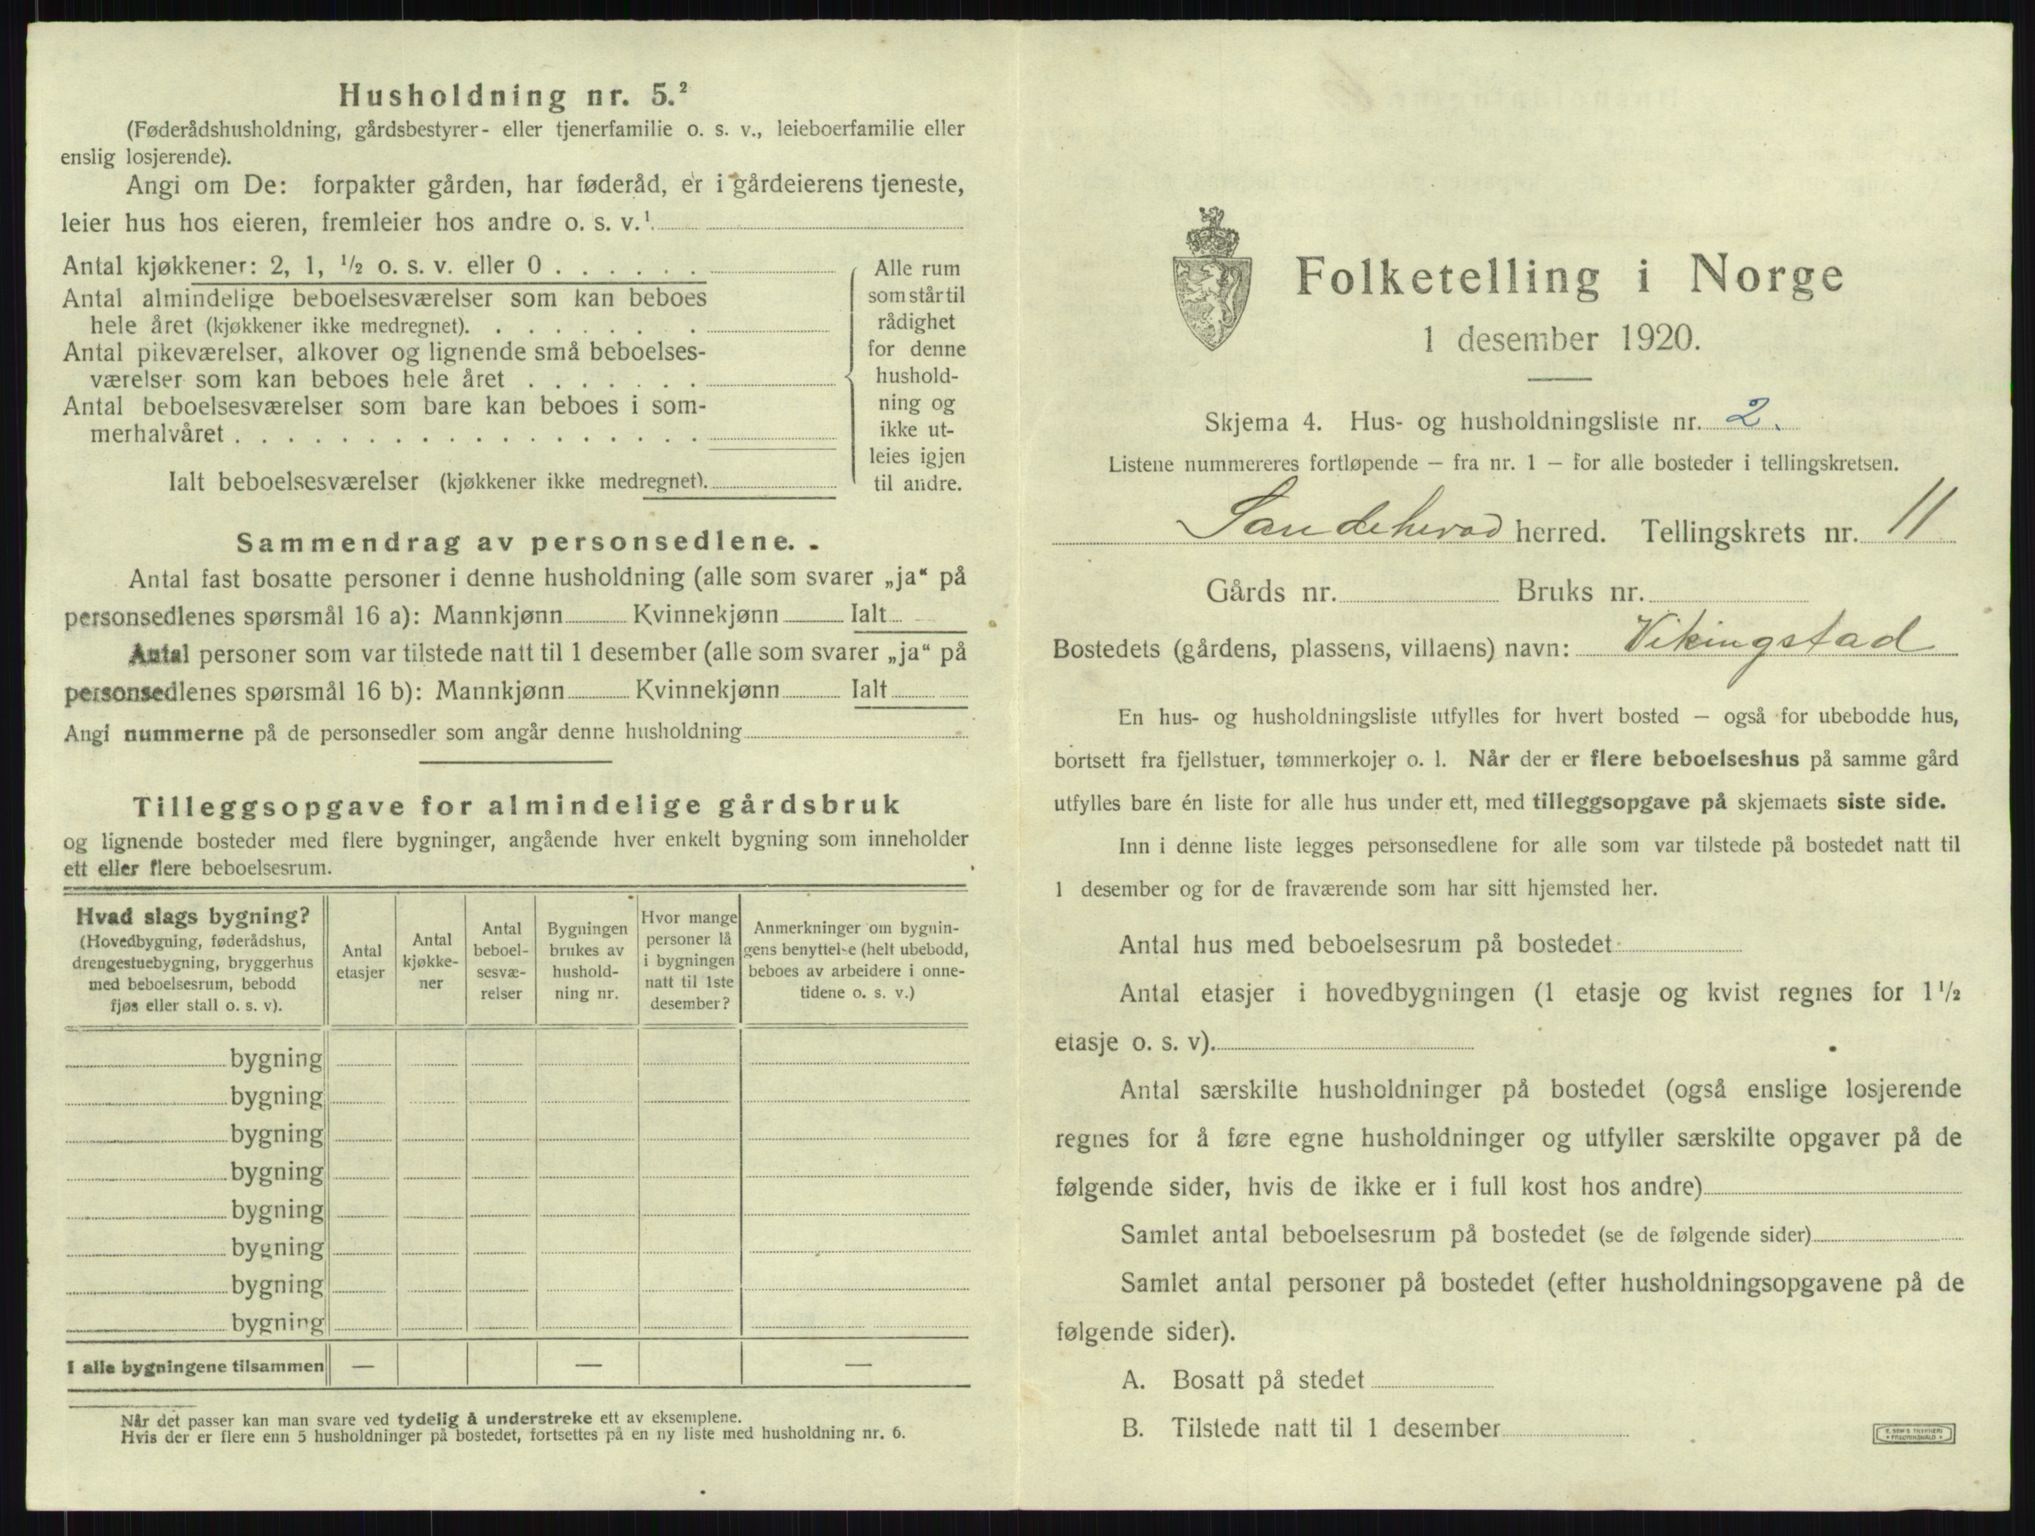 Husholdning nr. 5.²
(Føderådshusholdning, gårdsbestyrer- eller tjenerfamilie o. s. v., leieboerfamilie eller
enslig losjerende).
Angi om De: forpakter gården, har føderåd, er i gårdeierens tjeneste,
leier hus hos eieren, fremleier hos andre o. s. v.¹
Antal kjøkkener: 2, 1, ½ o. s. v. eller 0 . . . . . .
Antal almindelige beboelsesværelser som kan beboes
hele året (kjøkkener ikke medregnet). . . . . . . . .
Antal pikeværelser, alkover og lignende små beboelses-
værelser som kan beboes hele året . . . . . . .
Antal beboelsesværelser som bare kan beboes i som-
merhalvåret . . . . . . . . . . . . . . . . . .
Ialt beboelsesværelser (kjøkkener ikke medregnet).
Alle rum
som står til
rådighet
for denne
hushold-
ning og
ikke ut-
leies igjen
til andre.
Sammendrag av personsedlene.
Antal fast bosatte personer i denne husholdning (alle som svarer „ja“ på
personsedlenes spørsmål 16 a): Mannkjønn Kvinnekjønn Ialt
Antal personer som var tilstede natt til 1 desember (alle som svarer „ja“ på
personsedlenes spørsmål 16 b): Mannkjønn Kvinnekjønn Ialt
Angi nummerne på de personsedler som angår denne husholdning
Tilleggsopgave for almindelige gårdsbruk
og lignende bosteder med flere bygninger, angående hver enkelt bygning som inneholder
ett eller flere beboelsesrum.
Hvad slags bygning?
(Hovedbygning, føderådshus,
drengestuebygning, bryggerhus
med beboelsesrum, bebodd
fjøs eller stall o. s. v).
Antal
etasjer
Antal
kjøkke-
ner
Antal
beboel-
sesvæ-
relser
Bygningen
brukes av
hushold-
ning nr.
Hvor mange
personer lå
i bygningen
natt til 1ste
desember?
Anmerkninger om bygnin-
gens benyttelse (helt ubebodd,
beboes av arbeidere i onne-
tidene o. s. v.)
bygning
bygning
bygning
bygning
bygning
bygning
bygning
bygning
I alle bygningene tilsammen — — —
Når det passer kan man svare ved tydelig å understreke ett av eksemplene.
Hvis der er flere enn 5 husholdninger på bostedet, fortsettes på en ny liste med husholdning nr. 6.
Folketelling i Norge
1 desember 1920.
Skjema 4. Hus- og husholdningsliste nr. 2.
Listene nummereres fortløpende – fra nr. 1 – for alle bosteder i tellingskretsen.
Sandeherad herred. Tellingskrets nr. 11
Gårds nr. Bruks nr.
Bostedets (gårdens, plassens, villaens) navn: Vikingstad
En hus- og husholdningsliste utfylles for hvert bosted – også for ubebodde hus,
bortsett fra fjellstuer, tømmerkojer o. l. Når der er flere beboelseshus på samme gård
utfylles bare én liste for alle hus under ett, med tilleggsopgave på skjemaets siste side.
Inn i denne liste legges personsedlene for alle som var tilstede på bostedet natt til
1 desember og for de fraværende som har sitt hjemsted her.
Antal hus med beboelsesrum på bostedet
Antal etasjer i hovedbygningen (1 etasje og kvist regnes for 1½
etasje o. s. v).
Antal særskilte husholdninger på bostedet (også enslige losjerende
regnes for å føre egne husholdninger og utfyller særskilte opgaver på de
følgende sider, hvis de ikke er i full kost hos andre)
Samlet antal beboelsesrum på bostedet (se de følgende sider)
Samlet antal personer på bostedet (efter husholdningsopgavene på de
følgende sider).
A. Bosatt på stedet
B. Tilstede natt til 1 desember